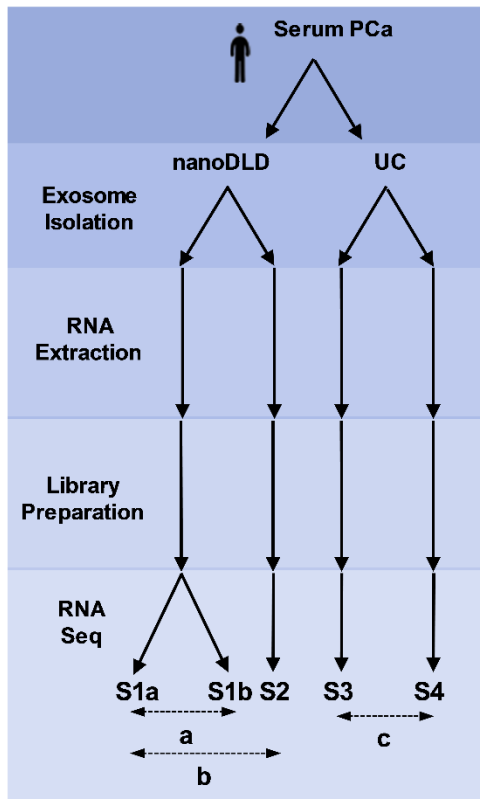 Serum PCa
nanoDLD
UC
Exosome
Isolation
RNA
Extraction
Library
Preparation
RNA
Seq
S1a
S1b
S2
S3
S4
a
b
c